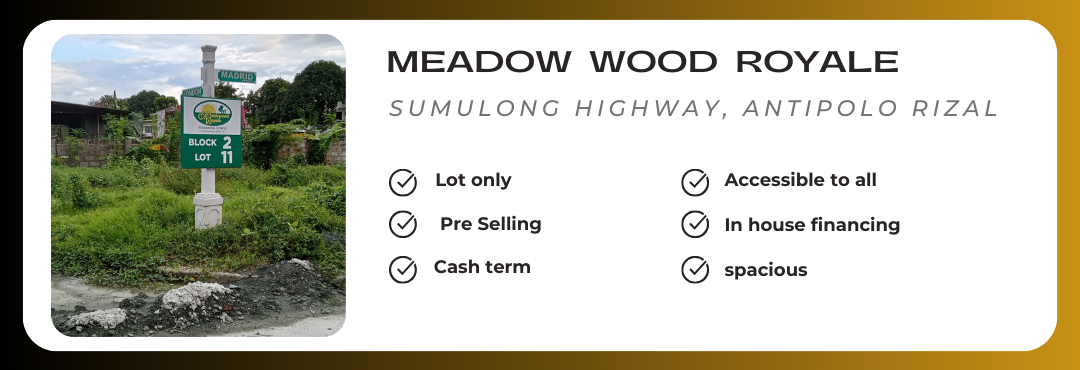 MEADOW WOOD ROYALE
SUMULONG HIGHWAY, ANTIPOLO RIZAL
Lot only
Pre Selling
Cash term
Accessible to all
In house financing
spacious
MADRID
BLOCK 2
LOT 11